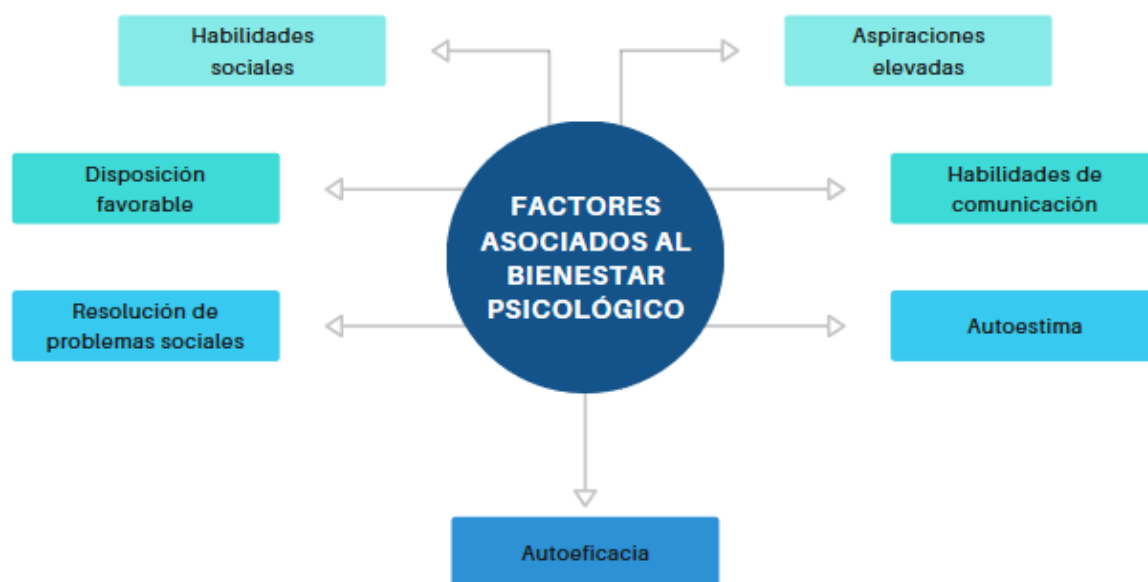 Habilidades
sociales
Aspiraciones
elevadas
Disposición
favorable
FACTORES
ASOCIADOS AL
BIENESTAR
PSICOLÓGICO
Habilidades de
comunicación
Resolución de
problemas sociales
Autoestima
Autoeficacia